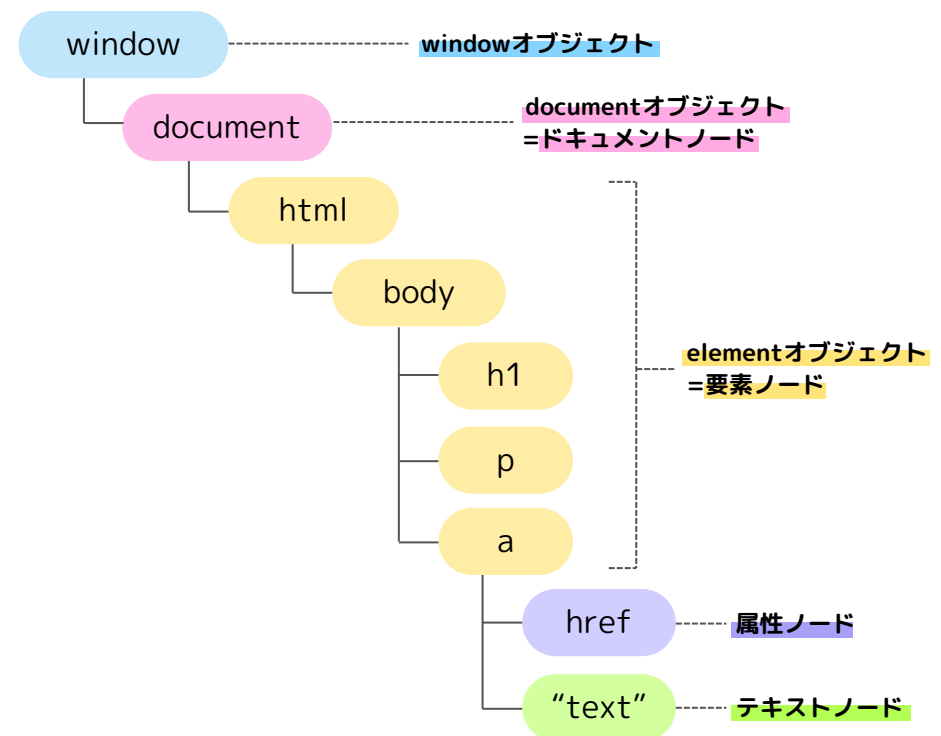 window
windowオブジェクト
document
documentオブジェクト
=ドキュメントノード
html
body
h1
elementオブジェクト
=要素ノード
p
a
href
属性ノード
“text”
テキストノード